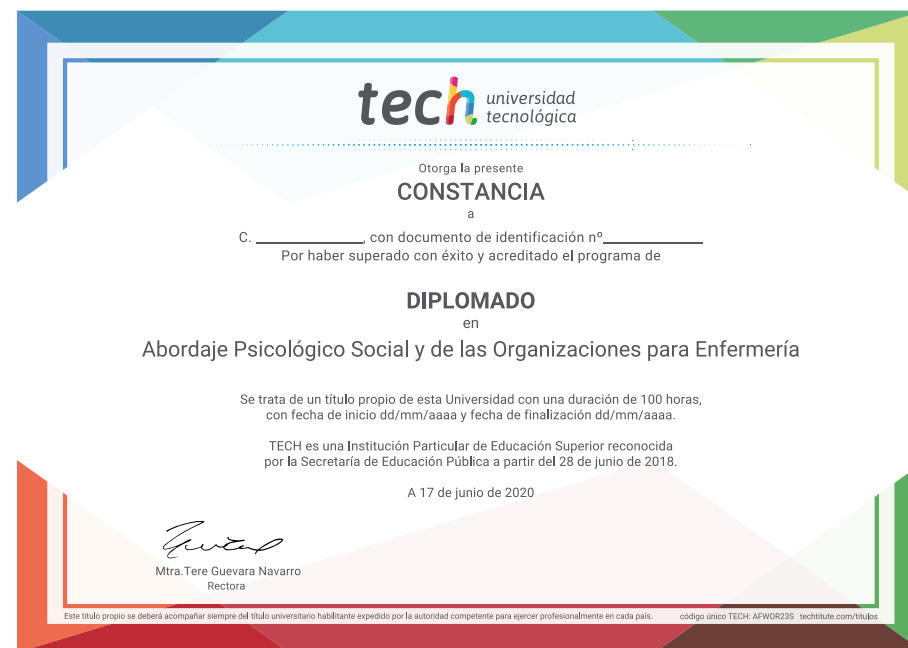 tech universidad
tecnológica
Otorga la presente
CONSTANCIA
a
C. ____________, con documento de identificación nº____________
Por haber superado con éxito y acreditado el programa de
DIPLOMADO
en
Abordaje Psicológico Social y de las Organizaciones para Enfermería
Se trata de un título propio de esta Universidad con una duración de 100 horas,
con fecha de inicio dd/mm/aaaa y fecha de finalización dd/mm/aaaa.
TECH es una Institución Particular de Educación Superior reconocida
por la Secretaría de Educación Pública a partir del 28 de junio de 2018.
A 17 de junio de 2020
Mtra.Tere Guevara Navarro
Rectora
Este título propio se deberá acompañar siempre del título universitario habilitante expedido por la autoridad competente para ejercer profesionalmente en cada país. código único TECH: AFWOR23S techtitute.com/titulos